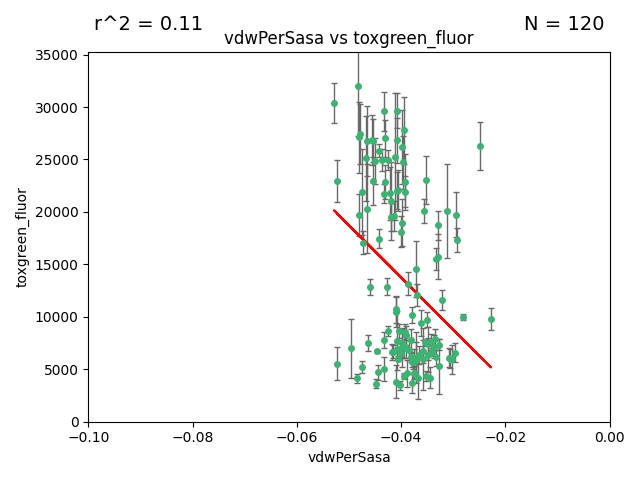 r^2 = 0.11
N = 120
vdwPerSasa vs toxgreen_fluor
35000
30000
25000
20000
15000
10000
5000
0
toxgreen_fluor
−0.10
−0.08
−0.06
−0.04
−0.02
0.00
vdwPerSasa